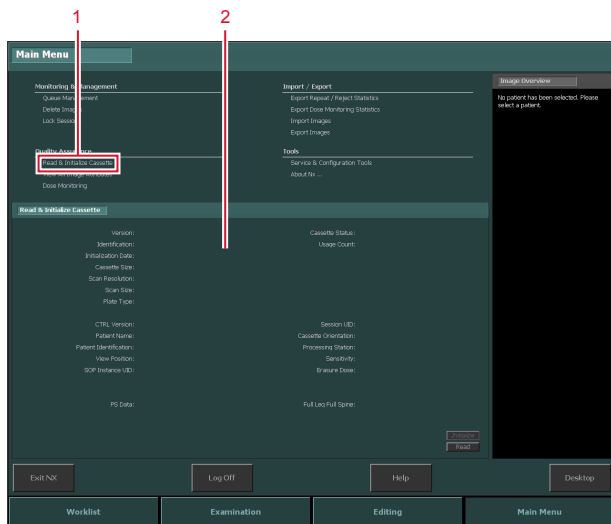 1 2
Main Menu
Monitoring & Management
Queue Management
Delete Images
Lock Session
Quality Assurance
Read & Initialize Cassette
View All Image Attributes
Dose Monitoring
Import / Export
Export Repeat / Reject Statistics
Export Dose Monitoring Statistics
Import Images
Export Images
Tools
Service & Configuration Tools
About Nx ...
Image Overview
No patient has been selected. Please
select a patient.
Read & Initialize Cassette
Version:
Identification:
Initialization Date:
Cassette Size:
Scan Resolution:
Scan Size:
Plate Type:
Cassette Status:
Usage Count:
CTRL Version:
Patient Name:
Patient Identification:
View Position:
SOP Instance UID:
Session UID:
Cassette Orientation:
Processing Station:
Sensitivity:
Erasure Dose:
PS Data:
Full Leg Full Spine:
Initialize
Read
Exit NX
Log Off
Help
Desktop
Worklist
Examination
Editing
Main Menu